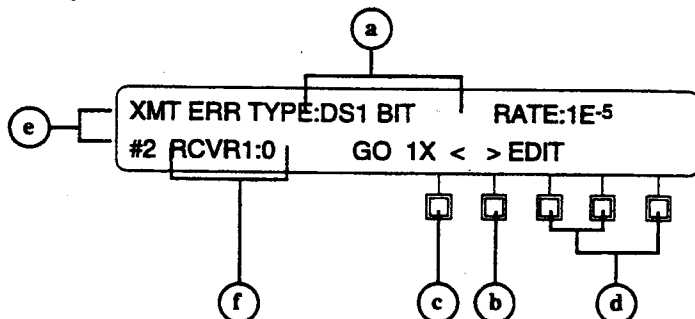 a
XMT ERR TYPE:DS1 BIT RATE:1E-5
e
#2 RCVR1:0 GO 1X < > EDIT
f c b d